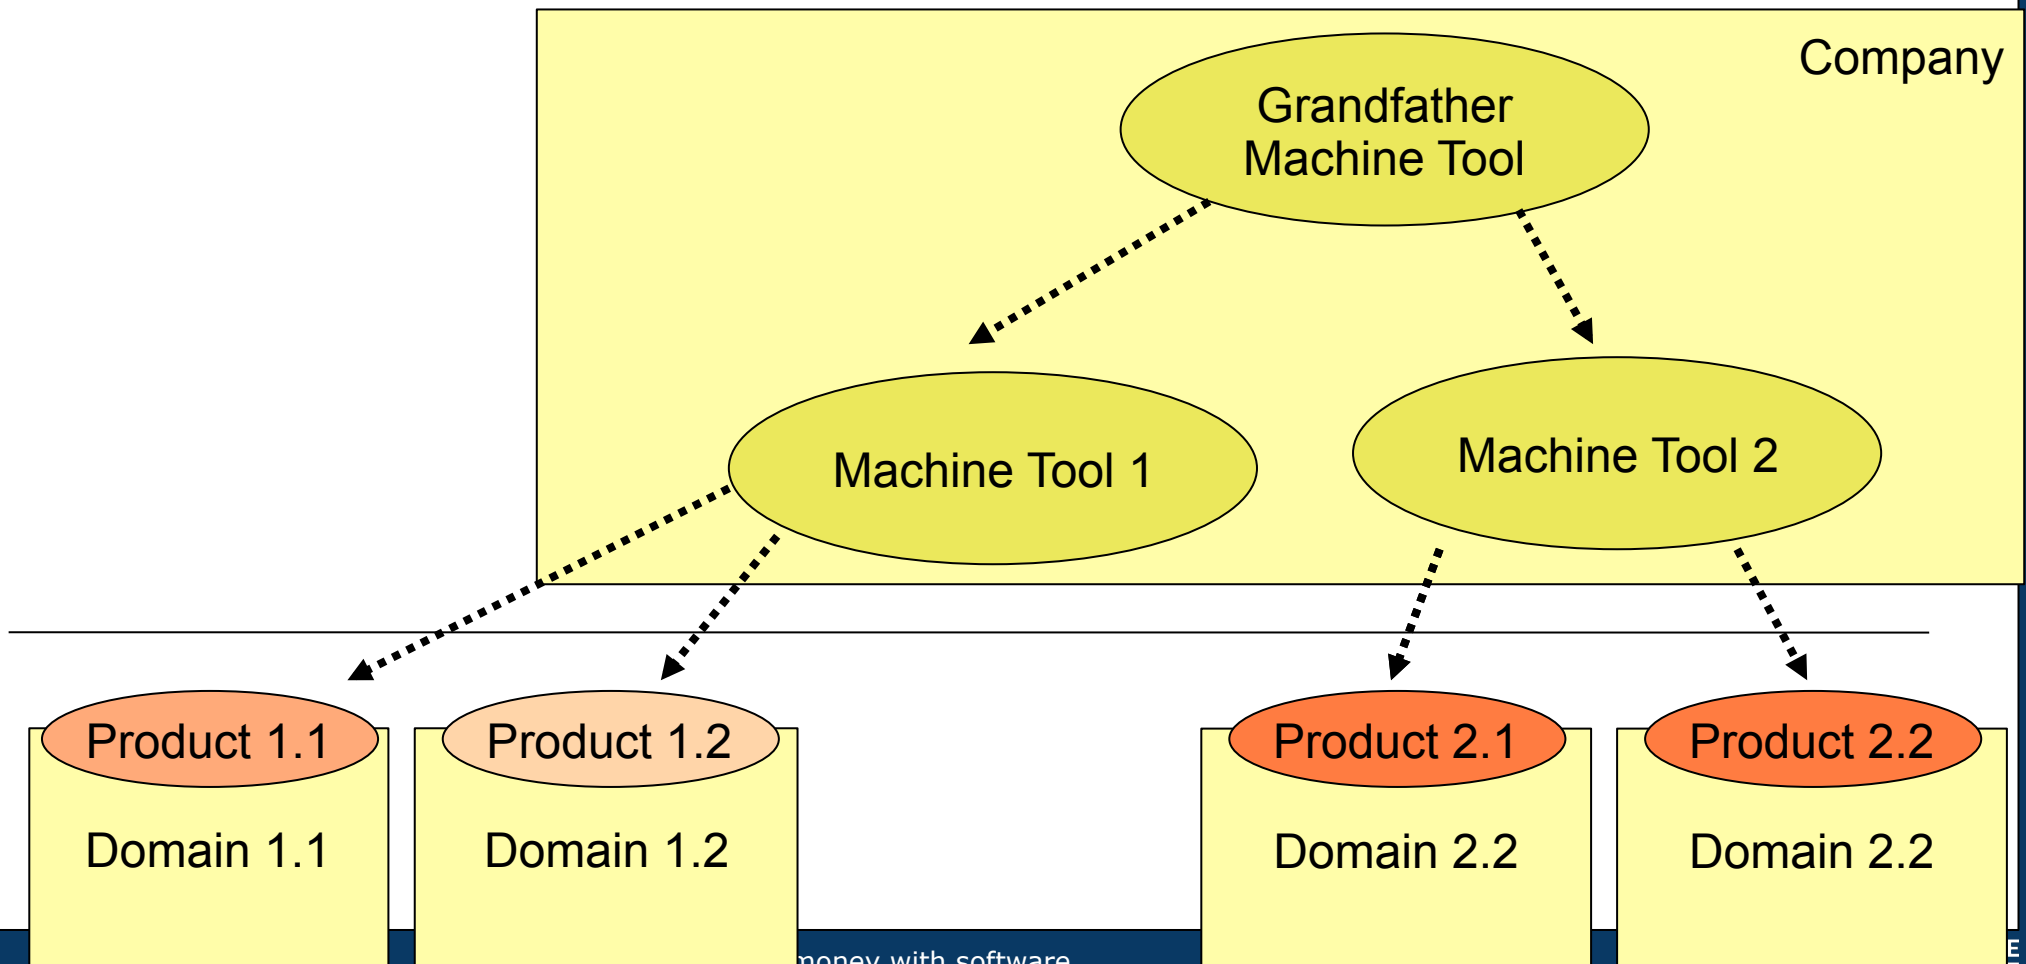 Company
Grandfather
Machine Tool
Machine Tool 1
Machine Tool 2
Product 1.1
Product 1.2
Product 2.1
Product 2.2
Domain 1.1
Domain 1.2
Domain 2.2
Domain 2.2
money with software
E